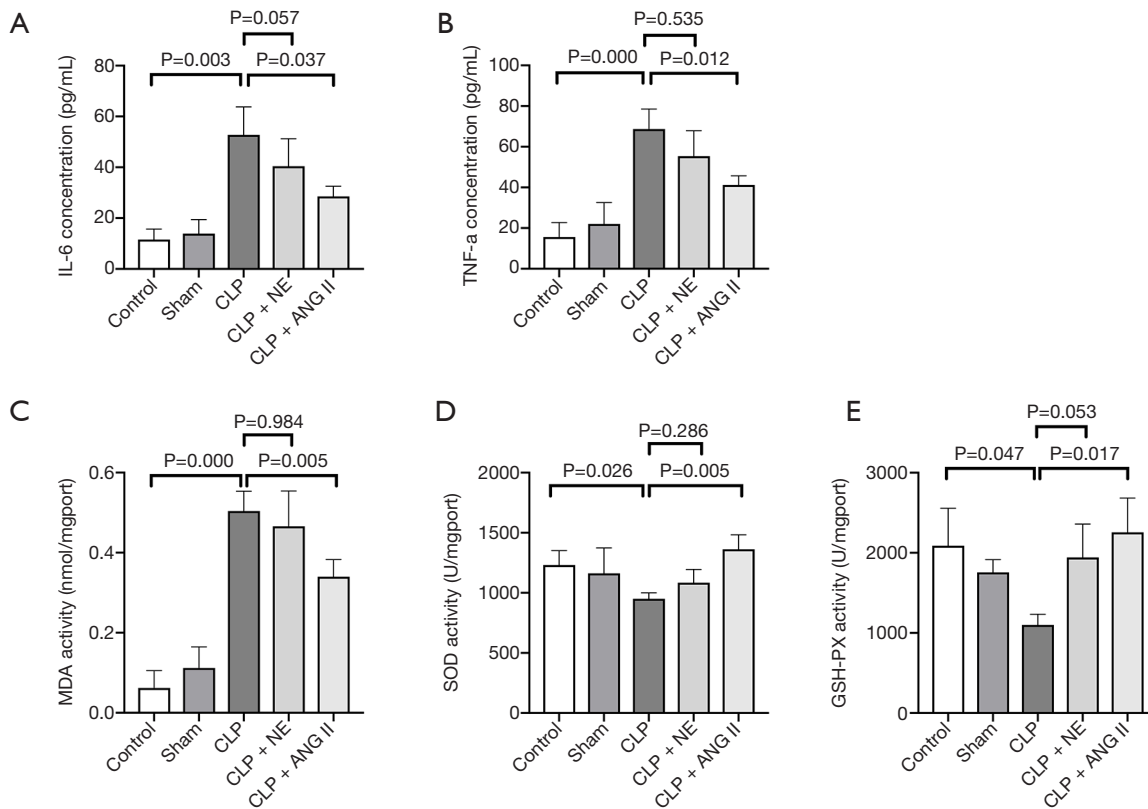 A
P=0.057
P=0.003
P=0.037
IL-6 concentration (pg/mL)
80
60
40
20
0
Control
Sham
CLP
CLP + NE
CLP + ANG II
B
P=0.535
P=0.000
P=0.012
TNF-a concentration (pg/mL)
100
80
60
40
20
0
Control
Sham
CLP
CLP + NE
CLP + ANG II
C
P=0.984
P=0.000
P=0.005
MDA activity (nmol/mgport)
0.6
0.4
0.2
0.0
Control
Sham
CLP
CLP + NE
CLP + ANG II
D
P=0.286
P=0.026
P=0.005
SOD activity (U/mgport)
2000
1500
1000
500
0
Control
Sham
CLP
CLP + NE
CLP + ANG II
E
P=0.053
P=0.047
P=0.017
GSH-PX activity (U/mgport)
3000
2000
1000
0
Control
Sham
CLP
CLP + NE
CLP + ANG II